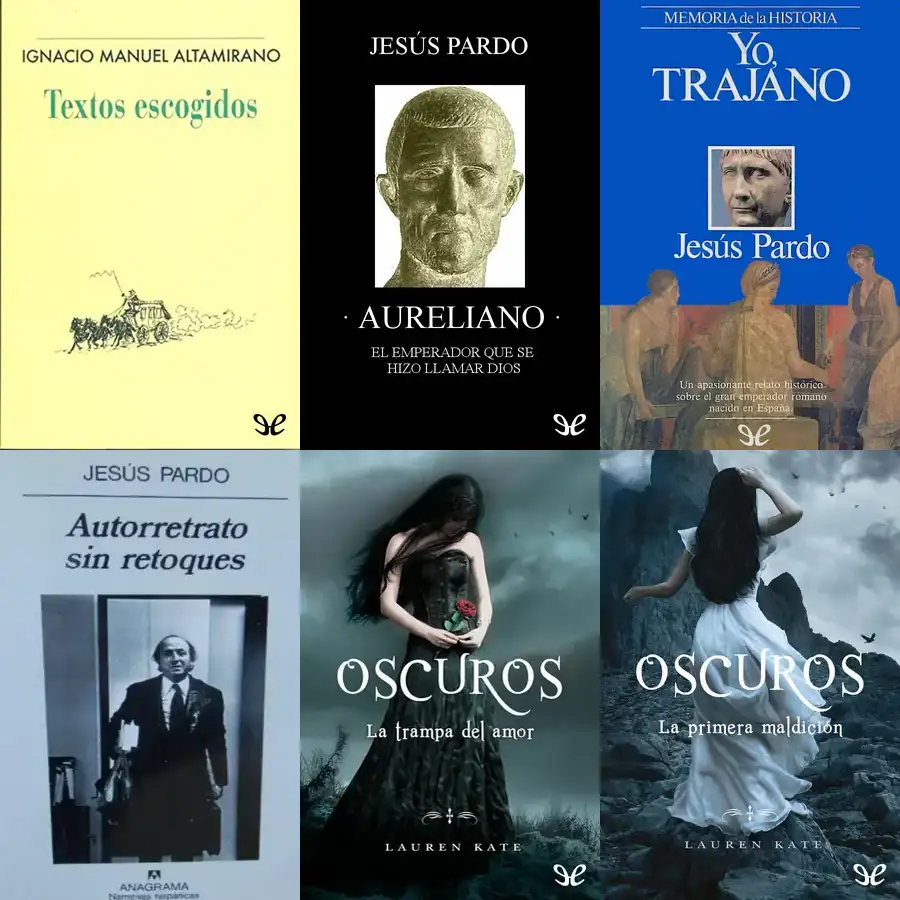 IGNACIO MANUEL ALTAMIRANO
Textos escogidos
JESÚS PARDO
· AURELIANO ·
EL EMPERADOR QUE SE
HIZO LLAMAR DIOS
MEMORIA de la HISTORIA
Yo,
TRAJANO
Jesús Pardo
Un apasionante relato histórico
sobre el gran emperador romano
nacido en España.
JESÚS PARDO
Autorretrato
sin retoques
ANAGRAMA
Narrativas hispánicas
OSCUROS
La trampa del amor
LAUREN KATE
OSCUROS
La primera maldición
LAUREN KATE